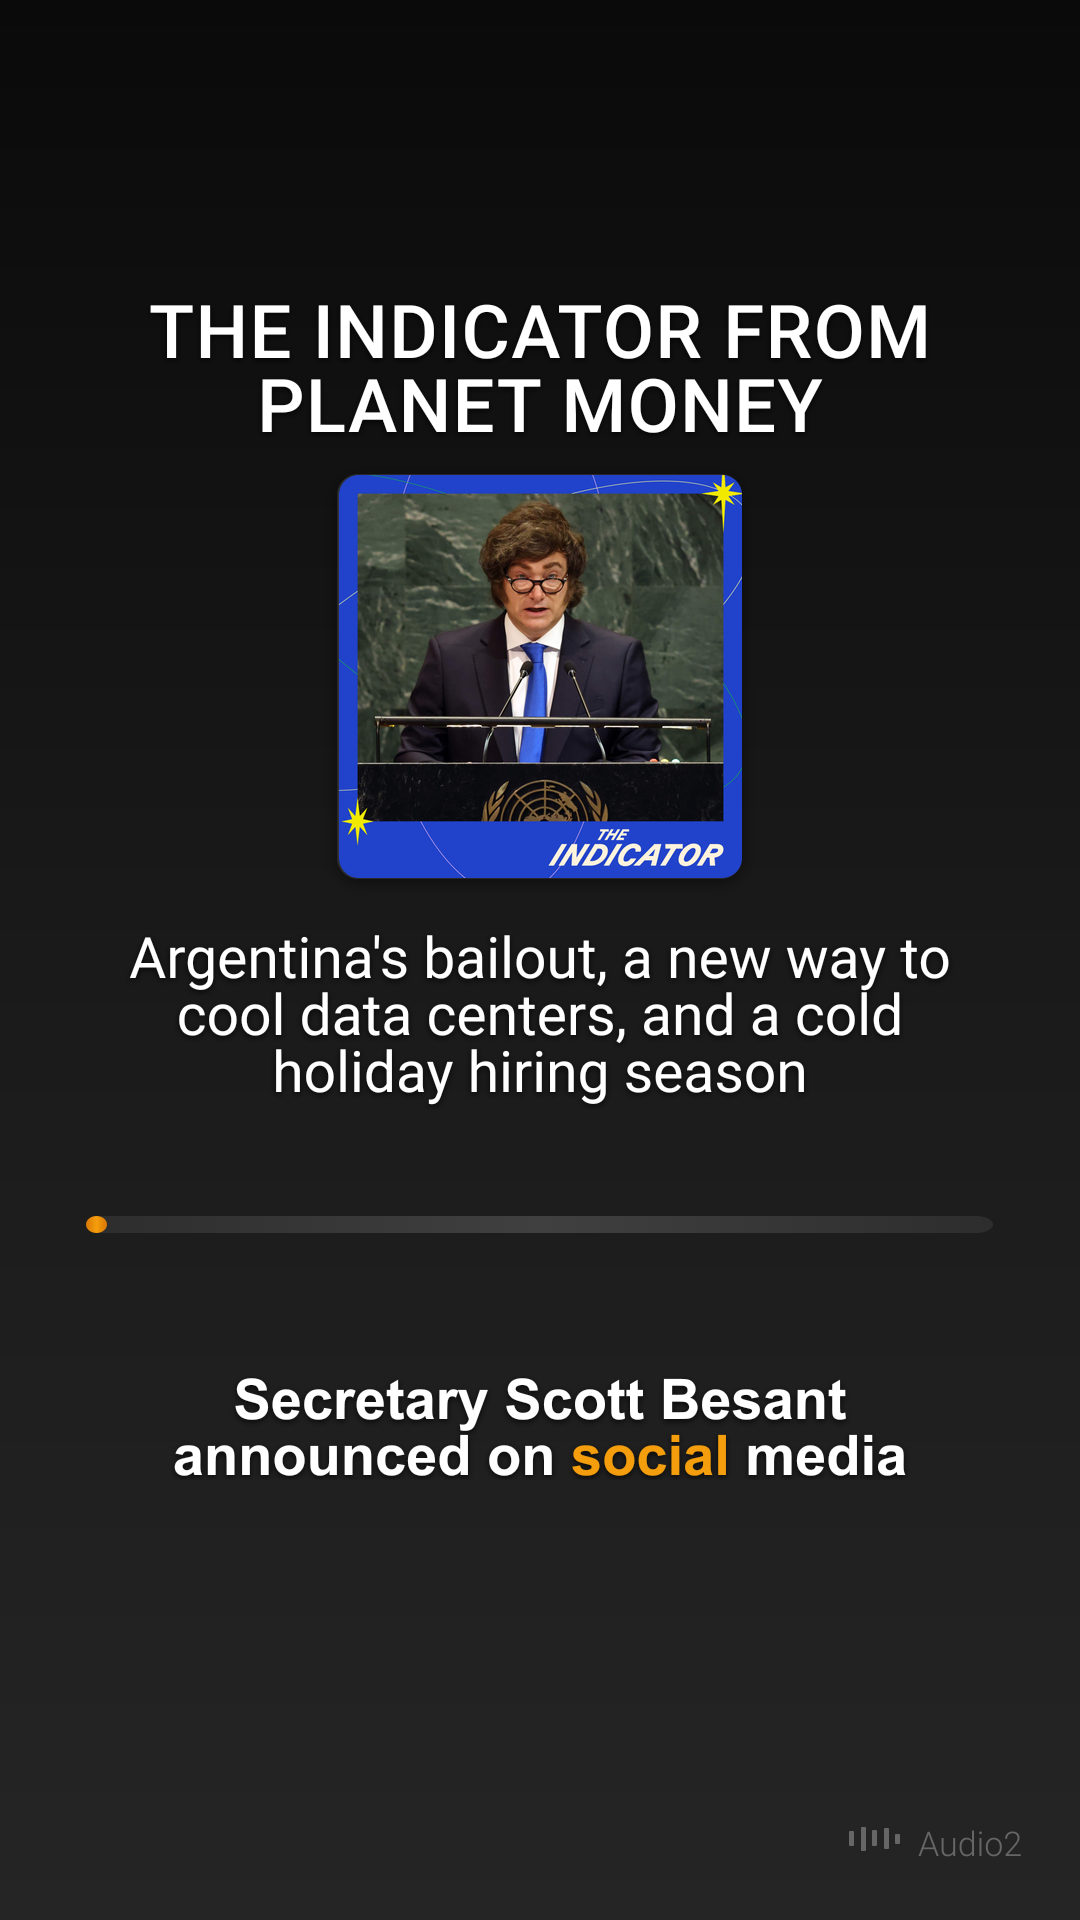 THE INDICATOR FROM
PLANET MONEY
THE
INDICATOR
Argentina's bailout, a new way to
cool data centers, and a cold
holiday hiring season
Secretary Scott Besant
announced on social media
Audio2